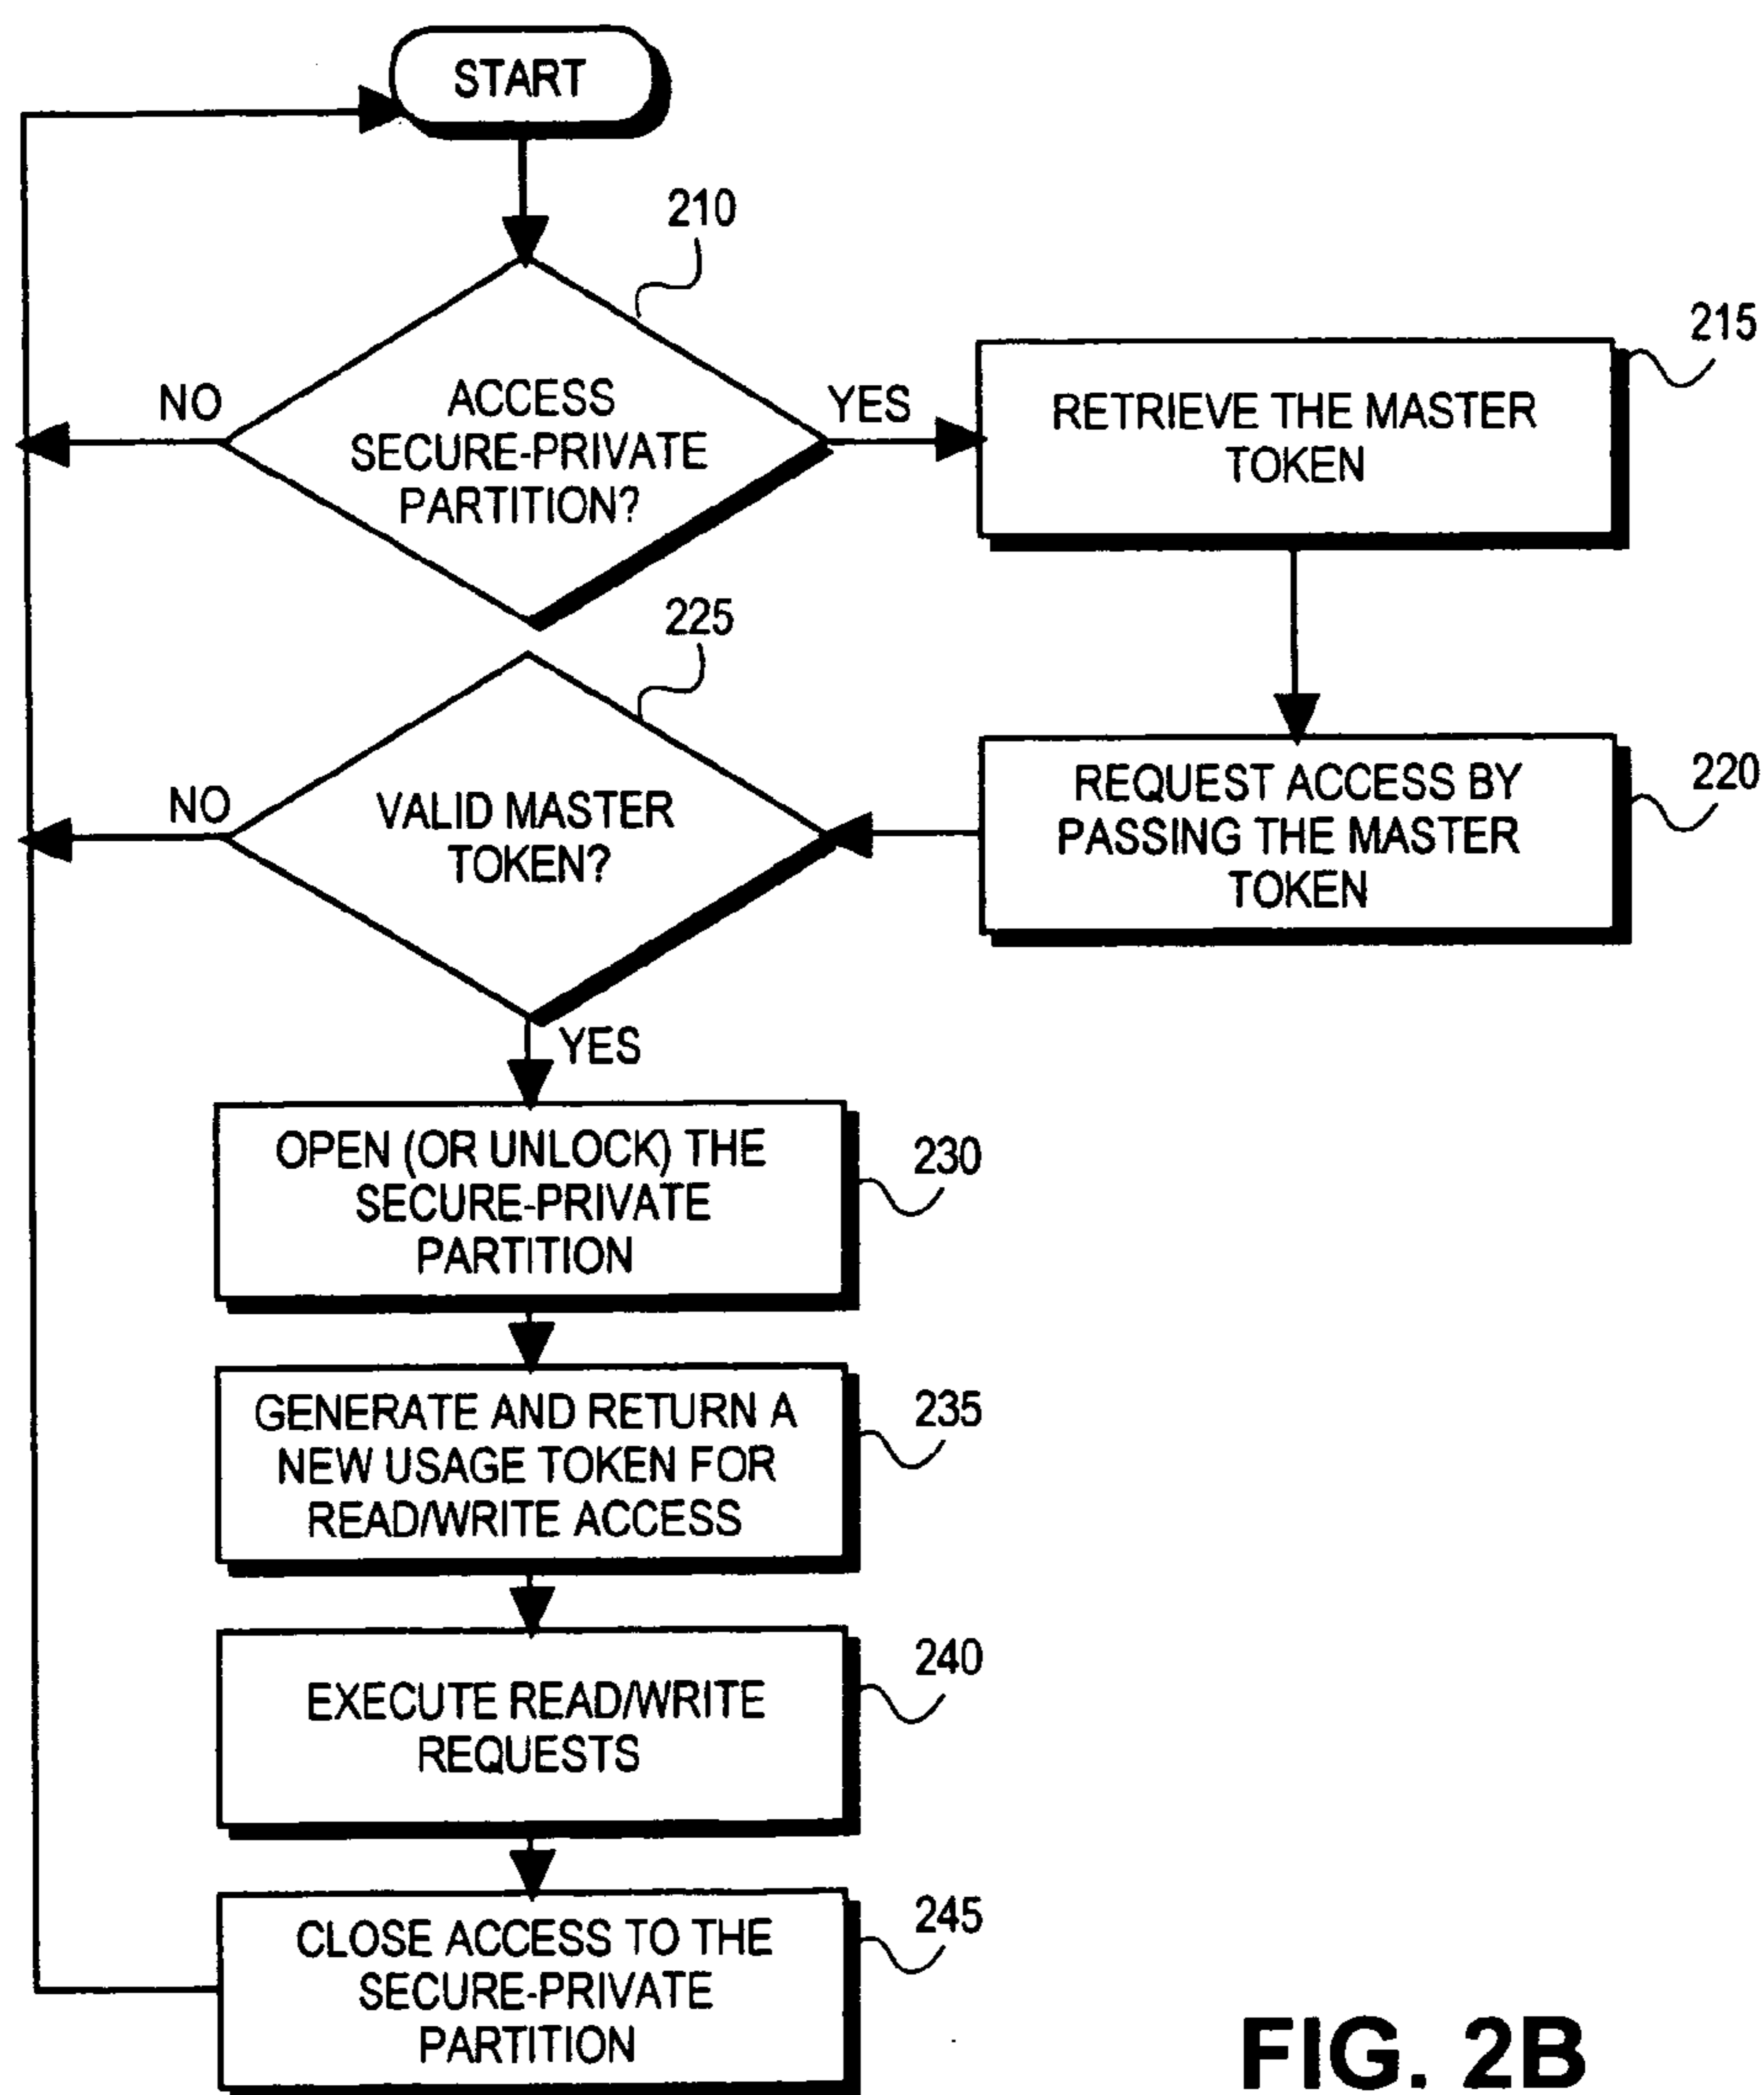 START
210
ACCESS
SECURE-PRIVATE
PARTITION?
NO
YES
215
RETRIEVE THE MASTER
TOKEN
220
REQUEST ACCESS BY
PASSING THE MASTER
TOKEN
225
VALID MASTER
TOKEN?
NO
YES
230
OPEN (OR UNLOCK) THE
SECURE-PRIVATE
PARTITION
235
GENERATE AND RETURN A
NEW USAGE TOKEN FOR
READ/WRITE ACCESS
240
EXECUTE READ/WRITE
REQUESTS
245
CLOSE ACCESS TO THE
SECURE-PRIVATE
PARTITION
FIG. 2B